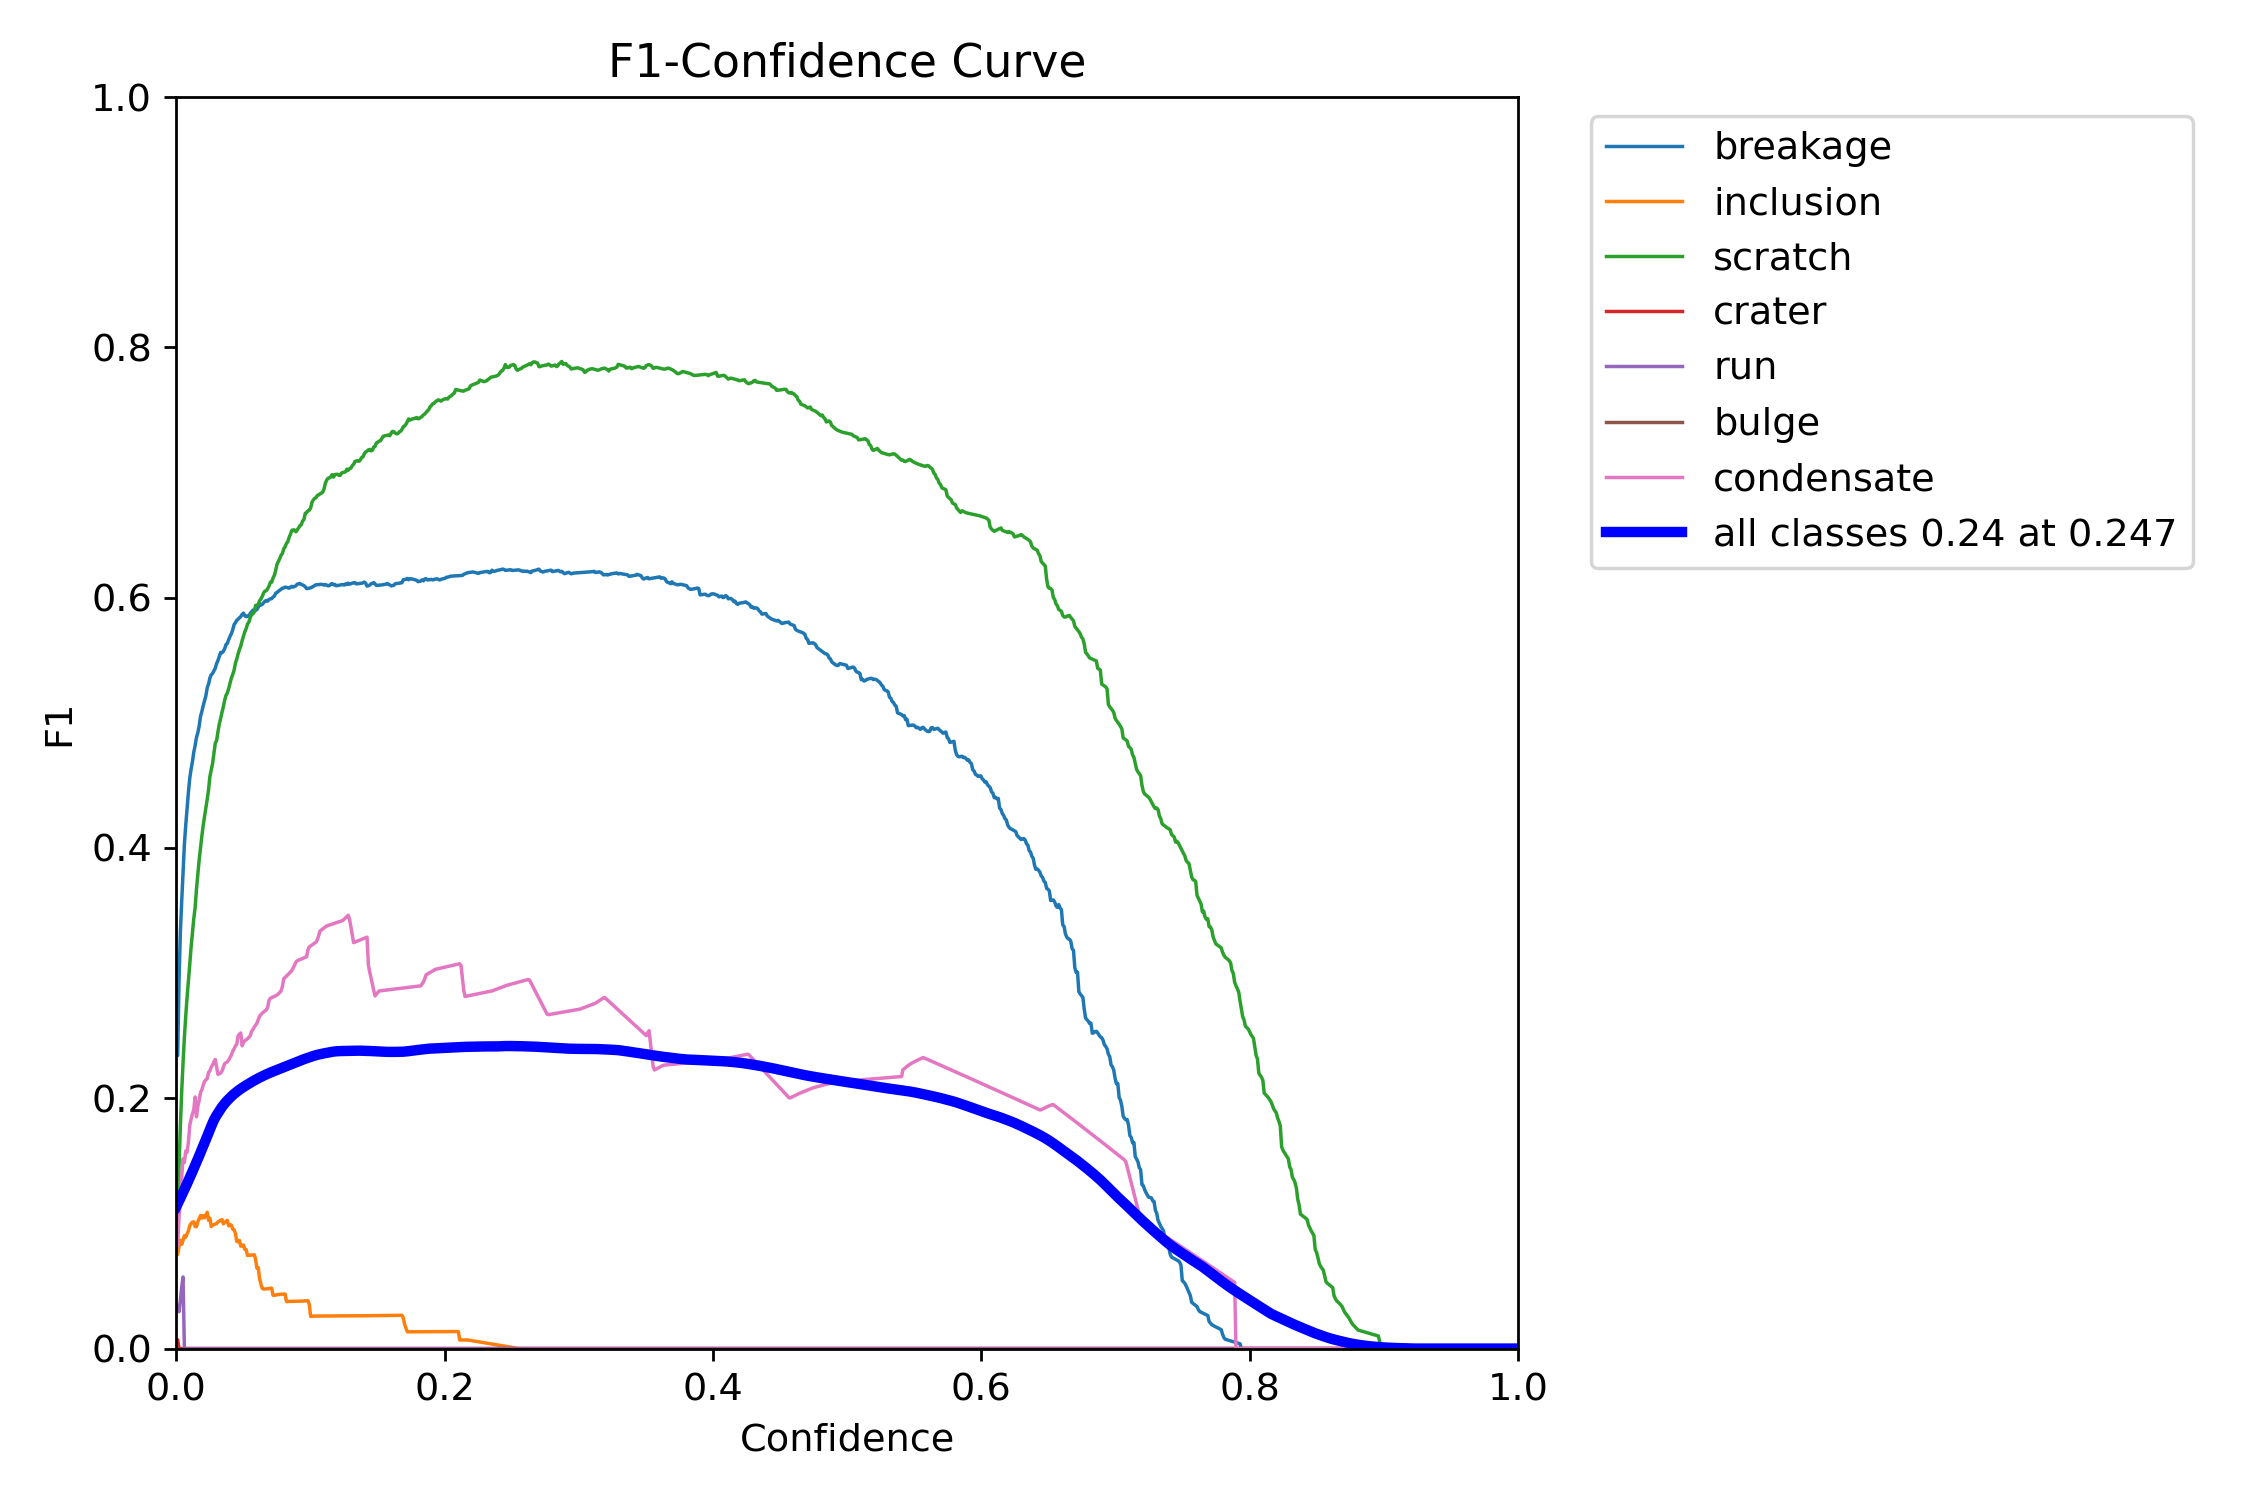 F1-Confidence Curve
1.0
0.8
0.6
0.4
0.2
0.0
F1
0.0 0.2 0.4 0.6 0.8 1.0
Confidence
breakage
inclusion
scratch
crater
run
bulge
condensate
all classes 0.24 at 0.247